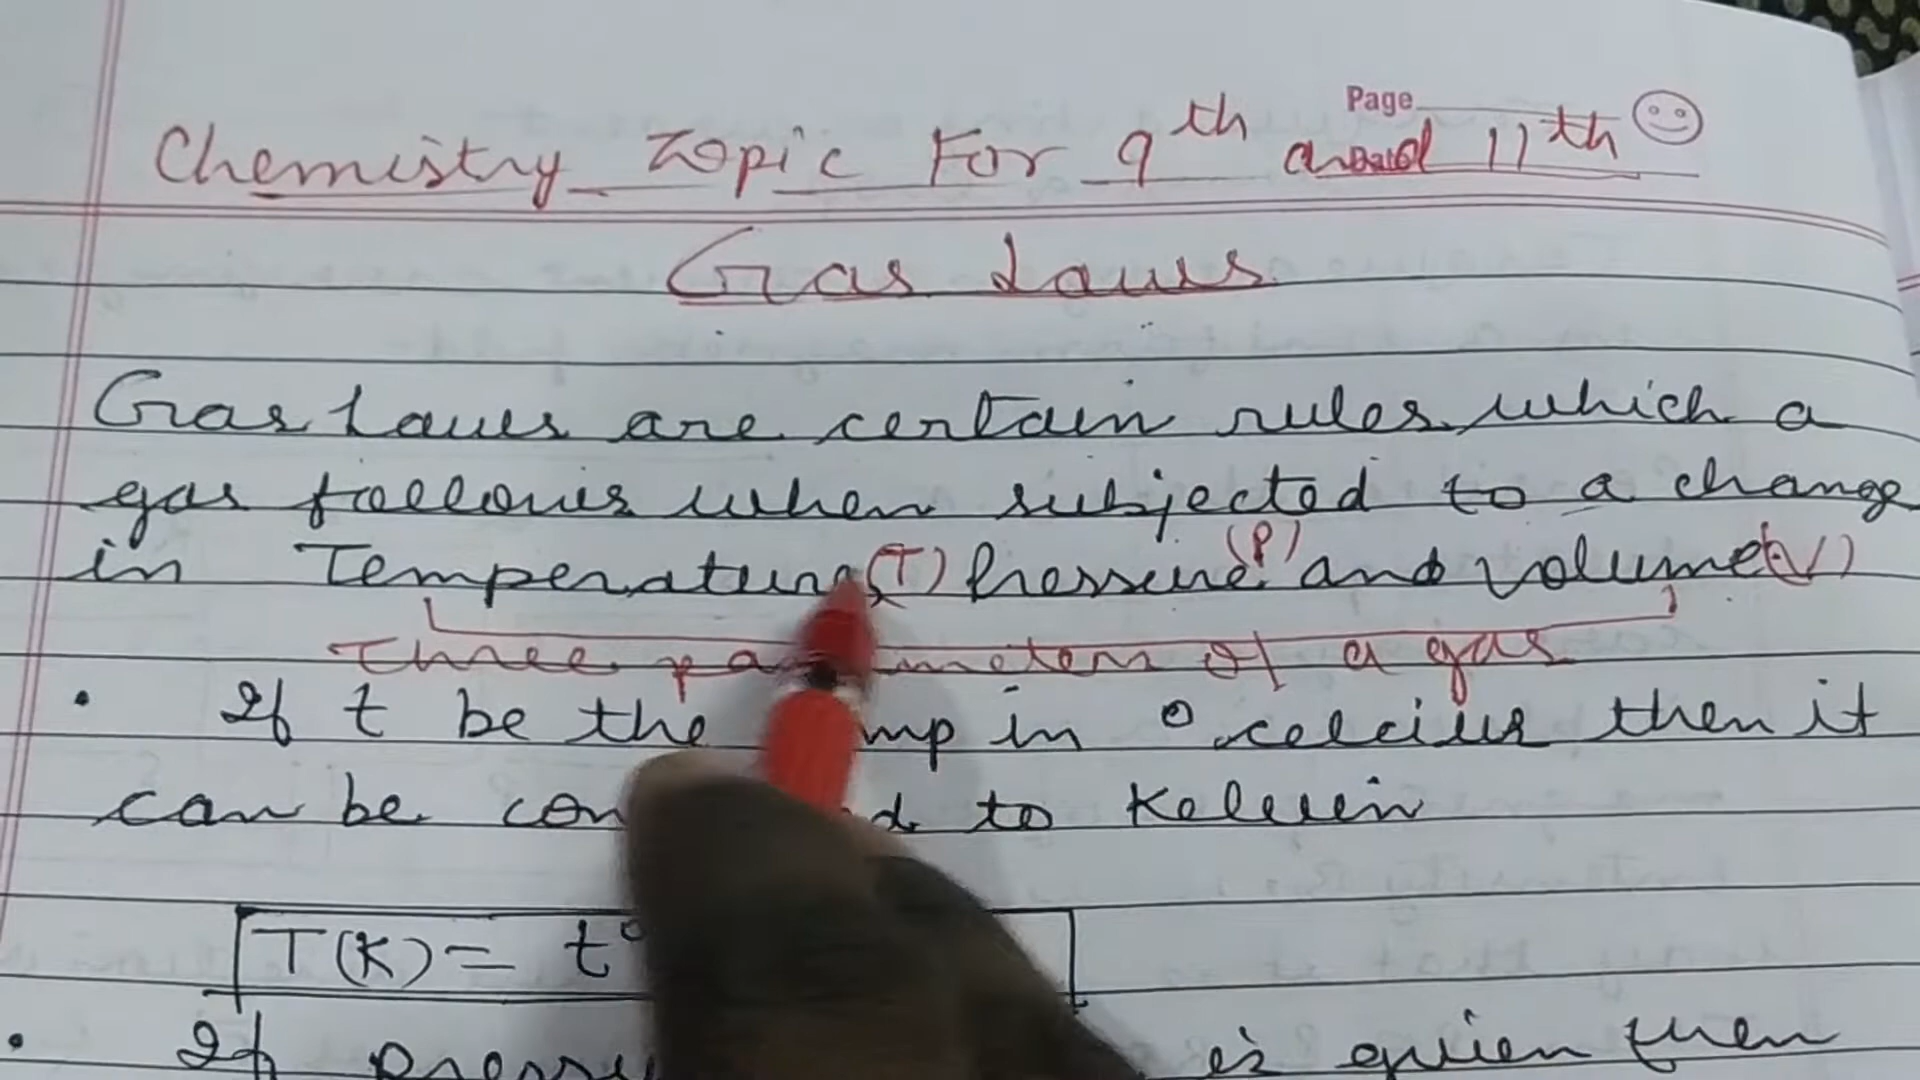 Page
Chemistry Topic For 9th and 11th
Date
Gas Laws
Gas Laws are certain rules which a
gas follows when subjected to a change
in Temperature(T) Pressure(P) and volume(V)
Three parameters of a gas
• If t be the temp in ° celcius then it
can be to Kelvin
T(K) = t°
• If is given then